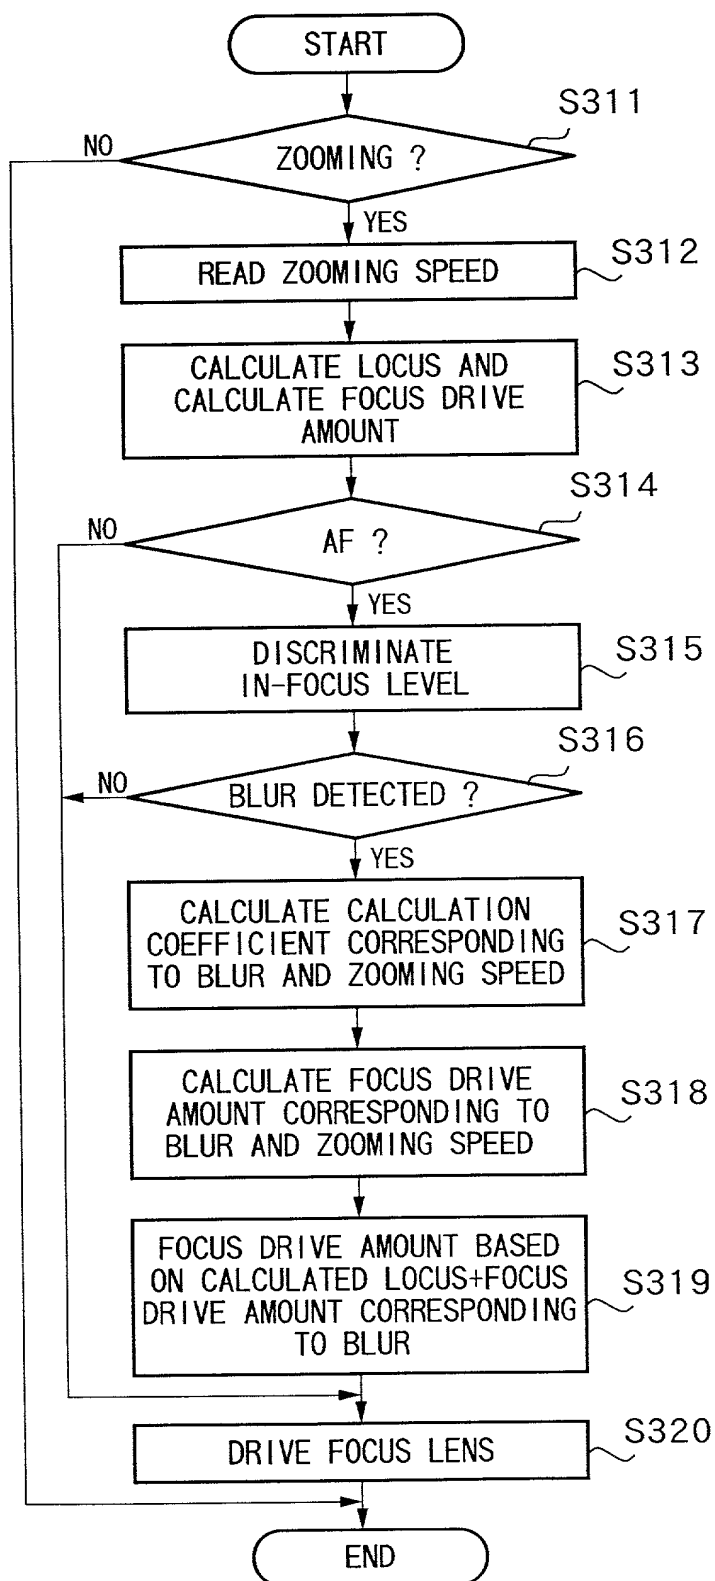 START
S311
NO
ZOOMING ?
YES
S312
READ ZOOMING SPEED
S313
CALCULATE LOCUS AND
CALCULATE FOCUS DRIVE
AMOUNT
S314
NO
AF ?
YES
S315
DISCRIMINATE
IN-FOCUS LEVEL
S316
NO
BLUR DETECTED ?
YES
S317
CALCULATE CALCULATION
COEFFICIENT CORRESPONDING
TO BLUR AND ZOOMING SPEED
S318
CALCULATE FOCUS DRIVE
AMOUNT CORRESPONDING TO
BLUR AND ZOOMING SPEED
S319
FOCUS DRIVE AMOUNT BASED
ON CALCULATED LOCUS+FOCUS
DRIVE AMOUNT CORRESPONDING
TO BLUR
S320
DRIVE FOCUS LENS
END